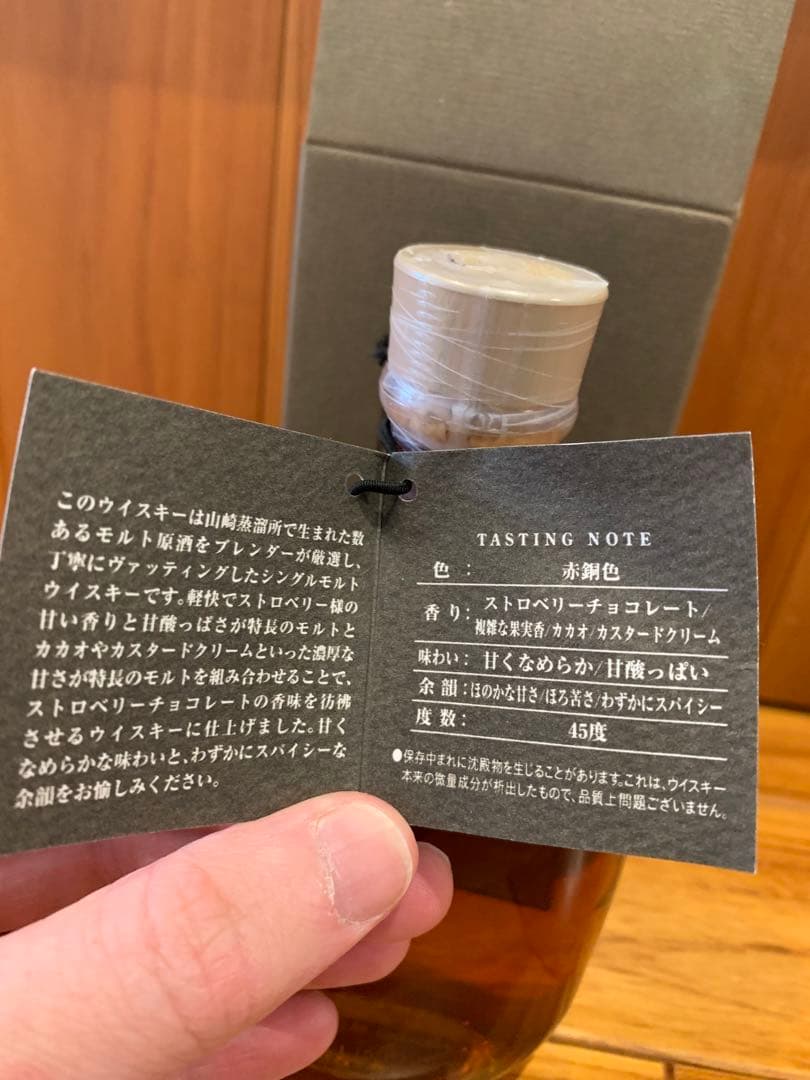 このウイスキーは山崎蒸溜所で生まれた数
あるモルト原酒をブレンダーが厳選し、
丁寧にヴァッティングしたシングルモルト
ウイスキーです。軽快でストロベリー様の
甘い香りと甘酸っぱさが特長のモルトと
カカオやカスタードクリームといった濃厚な
甘さが特長のモルトを組み合わせることで、
ストロベリーチョコレートの香味を彷彿
させるウイスキーに仕上げました。甘く
なめらかな味わいと、わずかにスパイシーな
余韻をお愉しみください。
TASTING NOTE
色 : 赤銅色
香り : ストロベリーチョコレート/
複雑な果実香/カカオ/カスタードクリーム
味わい : 甘くなめらか/甘酸っぱい
余韻 : ほのかな甘さ/ほろ苦さ/わずかにスパイシー
度数 : 45度
●保存中まれに沈殿物を生じることがあります。これは、ウイスキー
本来の微量成分が析出したもので、品質上問題ございません。